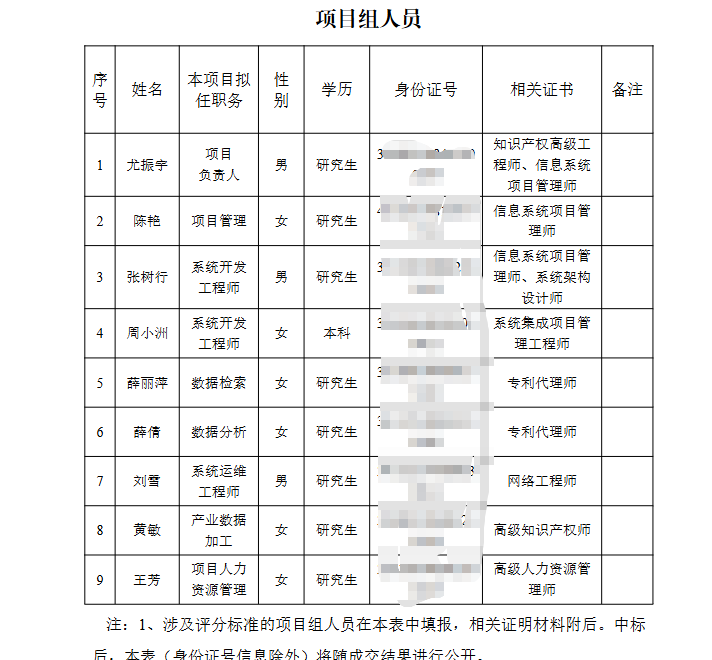 项目组人员
序号 姓名 本项目拟任职务 性别 学历 身份证号 相关证书 备注
1 尤振宇 项目负责人 男 研究生 知识产权高级工程师、信息系统项目管理师
2 陈艳 项目管理 女 研究生 信息系统项目管理师
3 张树行 系统开发工程师 男 研究生 信息系统项目管理师、系统架构设计师
4 周小洲 系统开发工程师 女 本科 系统集成项目管理工程师
5 薛丽萍 数据检索 女 研究生 专利代理师
6 薛倩 数据分析 女 研究生 专利代理师
7 刘雪 系统运维工程师 男 研究生 网络工程师
8 黄敏 产业数据加工 女 研究生 高级知识产权师
9 王芳 项目人力资源管理 女 研究生 高级人力资源管理师
注：1、涉及评分标准的项目组人员在本表中填报，相关证明材料附后。中标
后，本表（身份证号信息除外）将随成交结果进行公开。